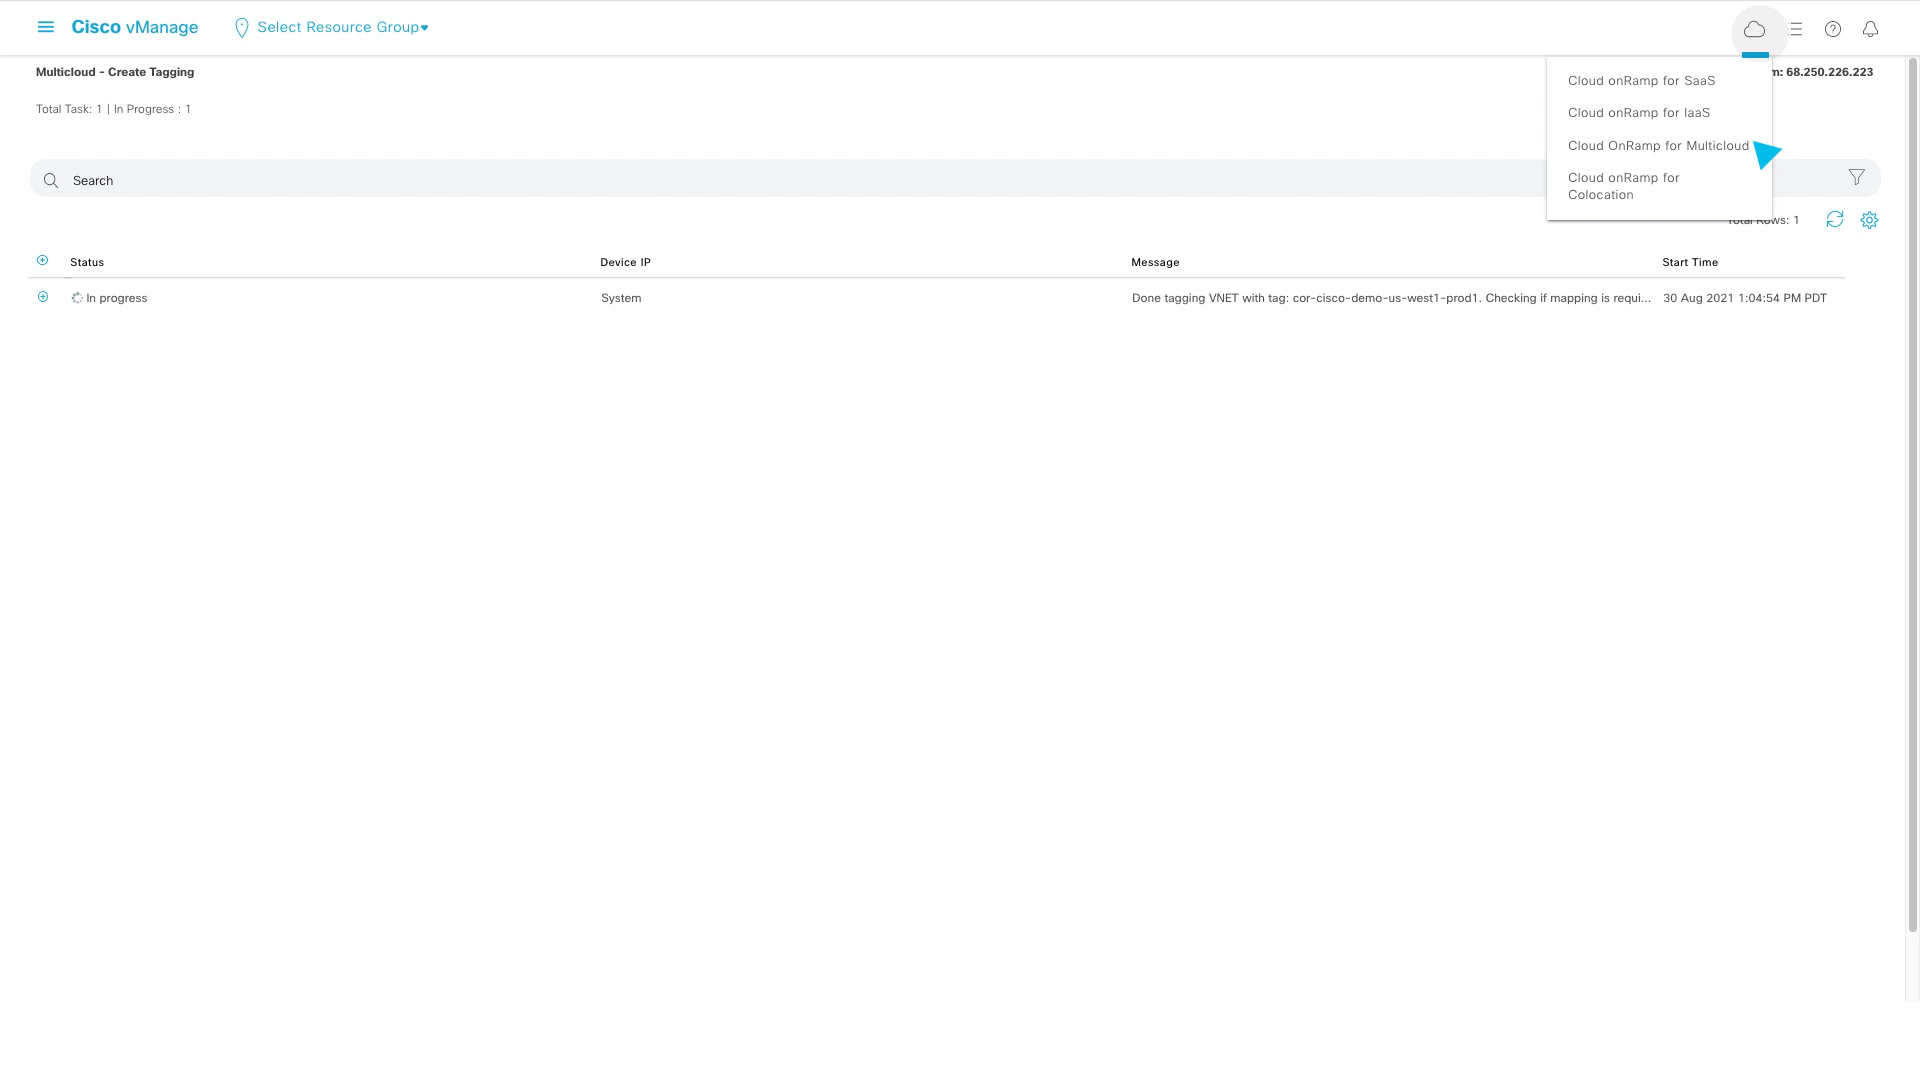 Cisco vManage
Select Resource Group
Multicloud - Create Tagging
m: 68.250.226.223
Total Task: 1 | In Progress : 1
Cloud onRamp for SaaS
Cloud onRamp for IaaS
Cloud OnRamp for Multicloud
Cloud onRamp for
Colocation
Search
Total Rows: 1
Status Device IP Message Start Time
In progress System Done tagging VNET with tag: cor-cisco-demo-us-west1-prod1. Checking if mapping is requi... 30 Aug 2021 1:04:54 PM PDT